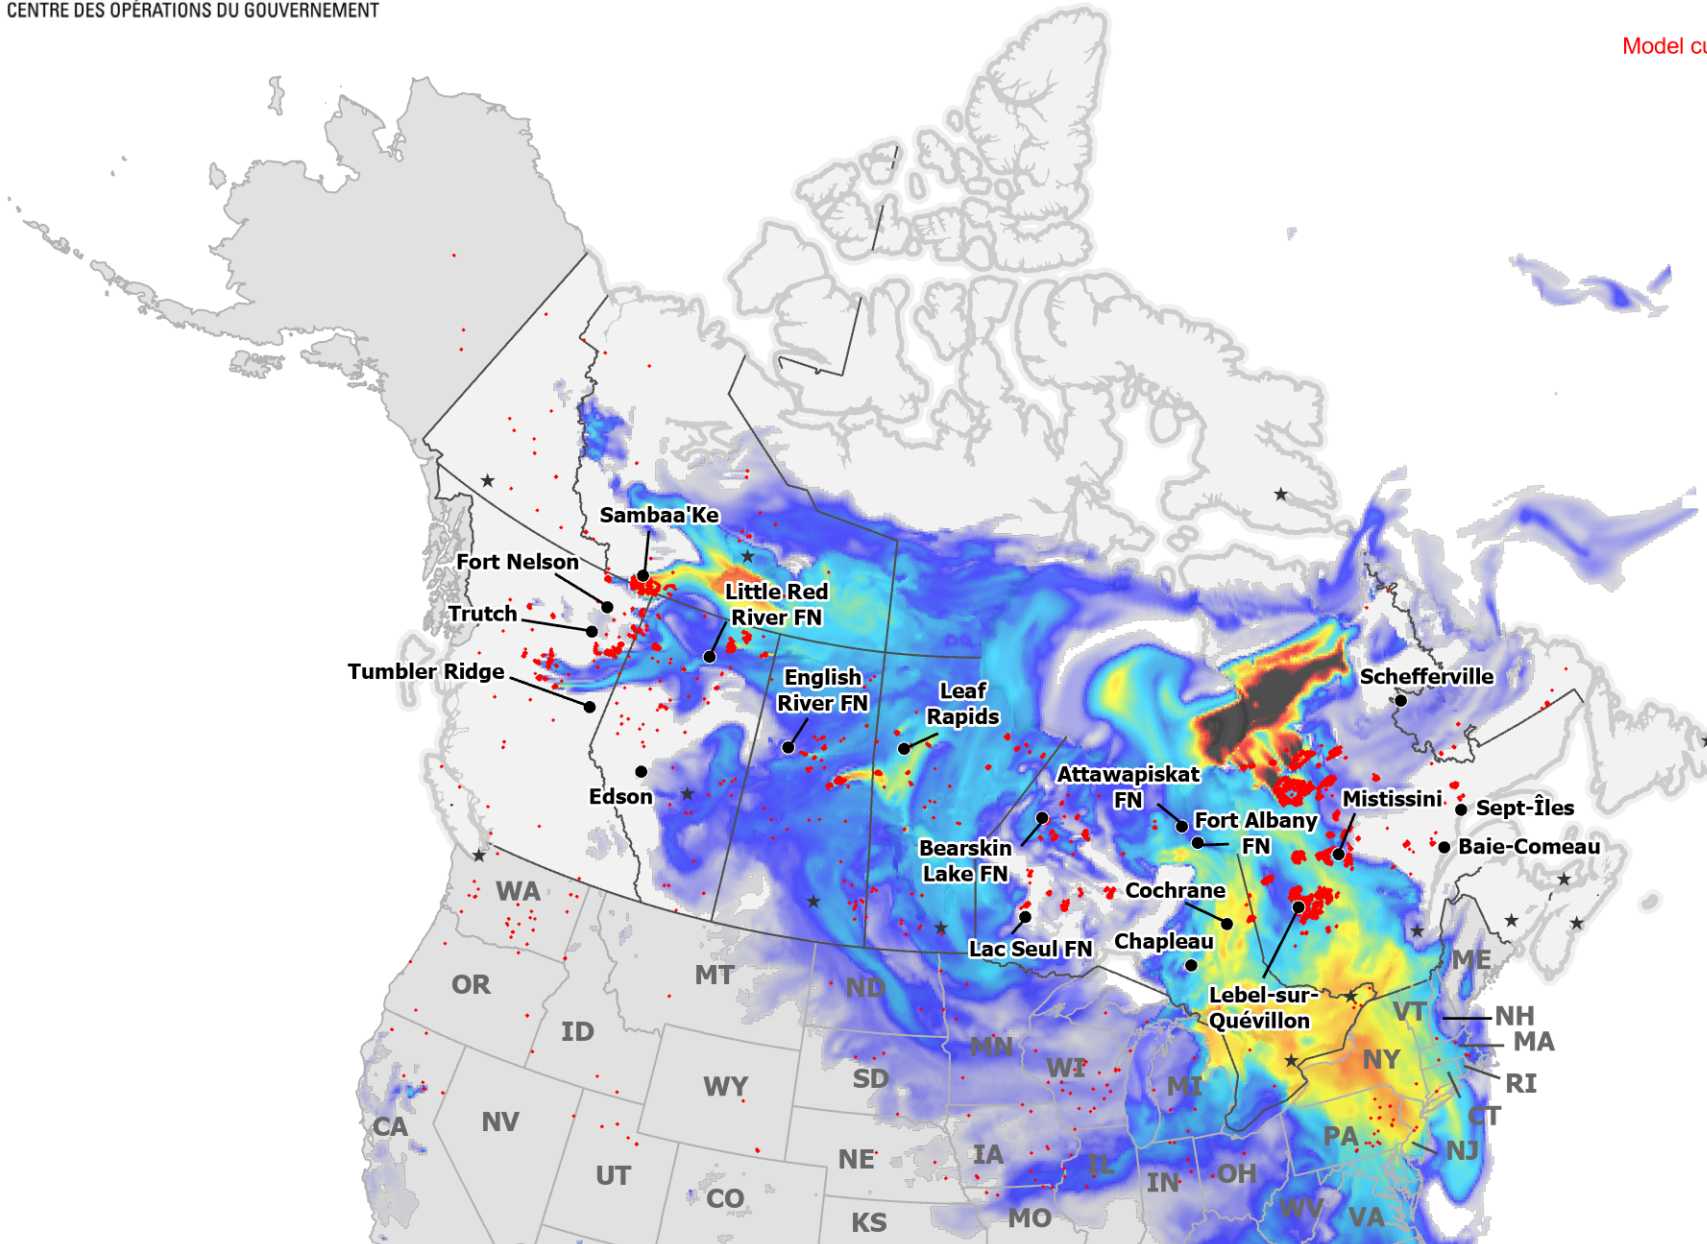 CENTRE DES OPÉRATIONS DU GOUVERNEMENT
Model cu
Sambaa'Ke
Fort Nelson
Little Red
River FN
Trutch
Tumbler Ridge
English
River FN
Leaf
Rapids
Scheffervílle
Edson
Attawapiskat
FN
Mistissini
Sept-Îles
Fort Albany
FN
Bearskin
Lake FN
Baie-Comeau
Cochrane
WA
Lac Seul FN
Chapleau
ME
MT
OR
ND
Lebel-sur-
Quévillon
VT
NH
ID
MN
MA
NY
WI
SD
MI
WY
RI
NV
CT
CA
PA
NJ
IA
NE
IL
OH
UT
IN
CO
WV
VA
MO
KS